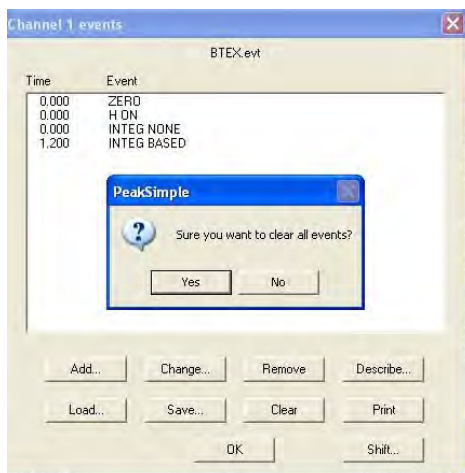 Channel 1 events
BTEX.evt
Time Event
0.000 ZERO
0.000 H ON
0.000 INTEG NONE
1.200 INTEG BASED
PeakSimple
Sure you want to clear all events?
Yes No
Add... Change... Remove Describe...
Load... Save... Clear Print
OK Shift...